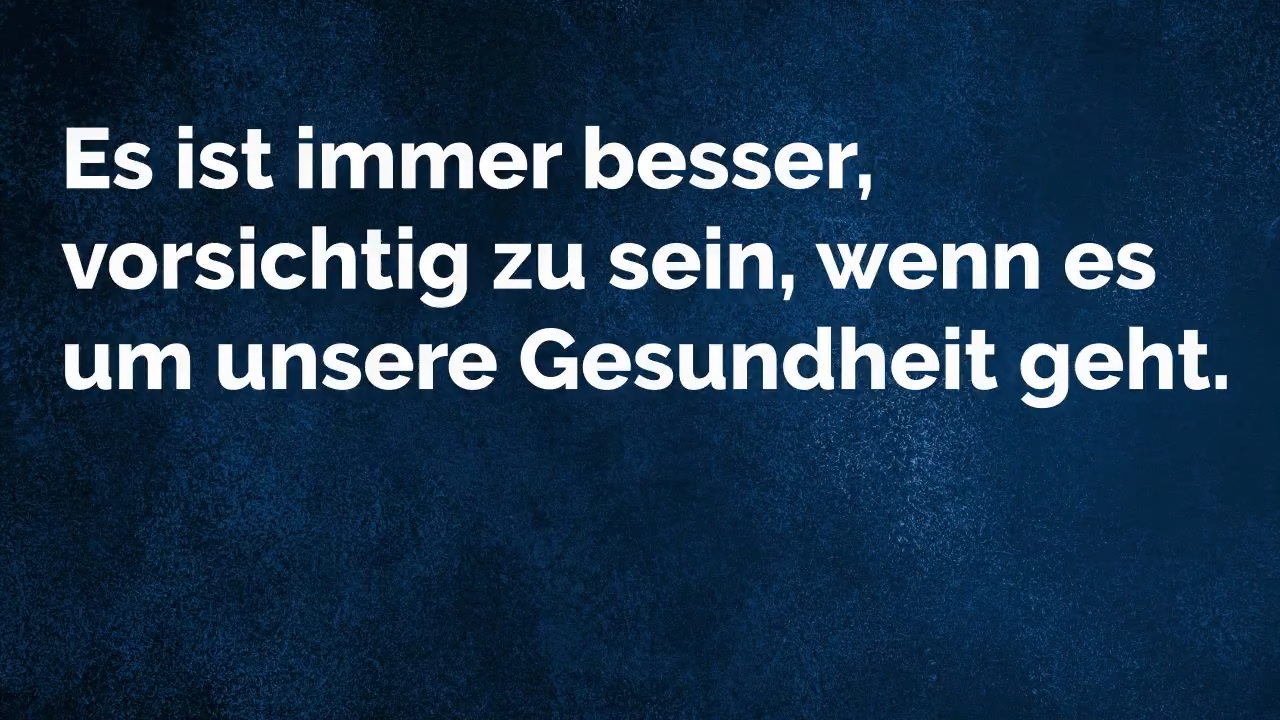 Es ist immer besser,
vorsichtig zu sein, wenn es
um unsere Gesundheit geht.